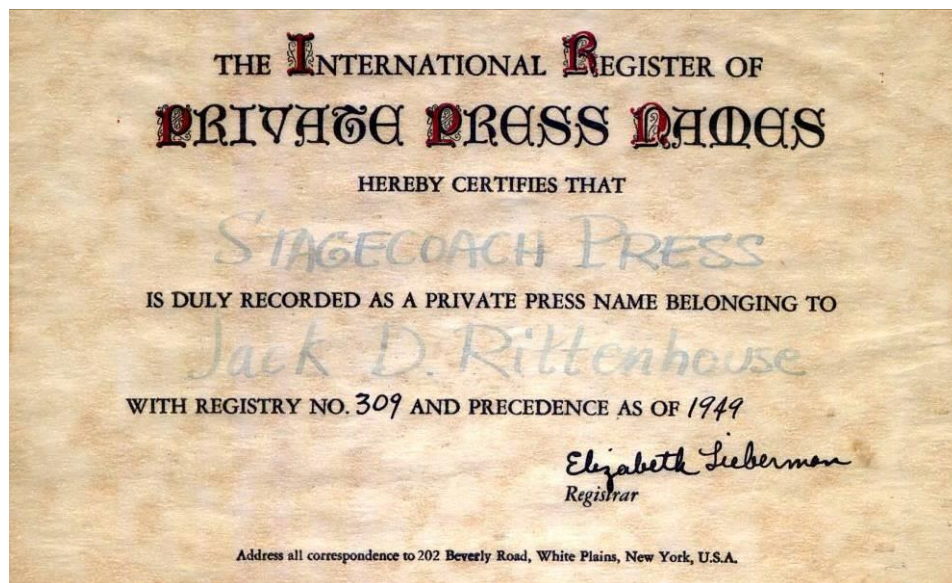 THE INTERNATIONAL REGISTER OF
PRIVATE PRESS NAMES
HEREBY CERTIFIES THAT
STAGECOACH PRESS
IS DULY RECORDED AS A PRIVATE PRESS NAME BELONGING TO
Jack D. Rittenhouse
WITH REGISTRY NO. 309 AND PRECEDENCE AS OF 1949
Elizabeth Lieberman
Registrar
Address all correspondence to 202 Beverly Road, White Plains, New York, U.S.A.